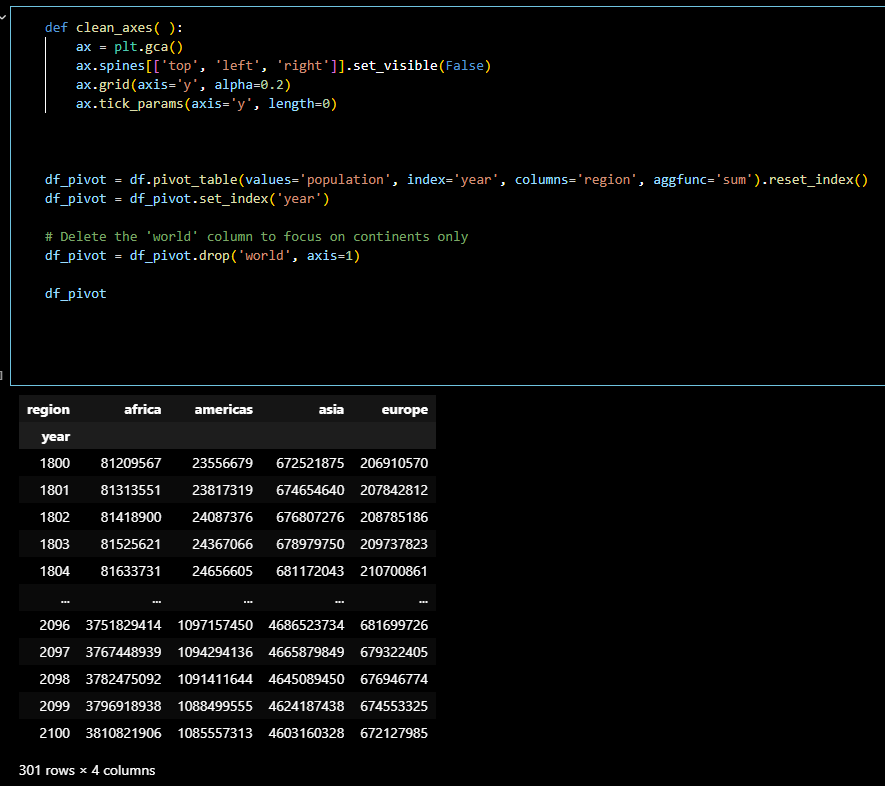 def clean_axes( ):
ax = plt.gca()
ax.spines[['top', 'left', 'right']].set_visible(False)
ax.grid(axis='y', alpha=0.2)
ax.tick_params(axis='y', length=0)
df_pivot = df.pivot_table(values='population', index='year', columns='region', aggfunc='sum').reset_index()
df_pivot = df_pivot.set_index('year')
# Delete the 'world' column to focus on continents only
df_pivot = df_pivot.drop('world', axis=1)
df_pivot
region africa americas asia europe
year
1800 81209567 23556679 672521875 206910570
1801 81313551 23817319 674654640 207842812
1802 81418900 24087376 676807276 208785186
1803 81525621 24367066 678979750 209737823
1804 81633731 24656605 681172043 210700861
... ... ... ... ...
2096 3751829414 1097157450 4686523734 681699726
2097 3767448939 1094294136 4665879849 679322405
2098 3782475092 1091411644 4645089450 676946774
2099 3796918938 1088499555 4624187438 674553325
2100 3810821906 1085557313 4603160328 672127985
301 rows × 4 columns